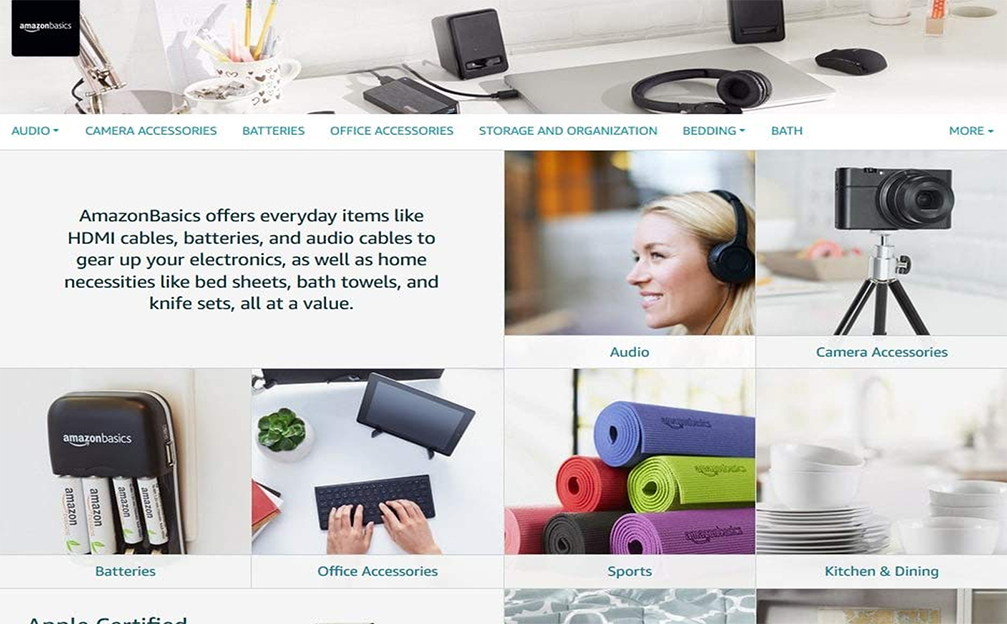 amazonbasics
AUDIO
CAMERA ACCESSORIES
BATTERIES
OFFICE ACCESSORIES
STORAGE AND ORGANIZATION
BEDDING
BATH
MORE
AmazonBasics offers everyday items like
HDMI cables, batteries, and audio cables to
gear up your electronics, as well as home
necessities like bed sheets, bath towels, and
knife sets, all at a value.
Audio
Camera Accessories
amazonbasics
amazon
amazon
amazon
amazon
amazonbasics
amazonbasics
amazonbasics
Batteries
Office Accessories
Sports
Kitchen & Dining
Apple Certified